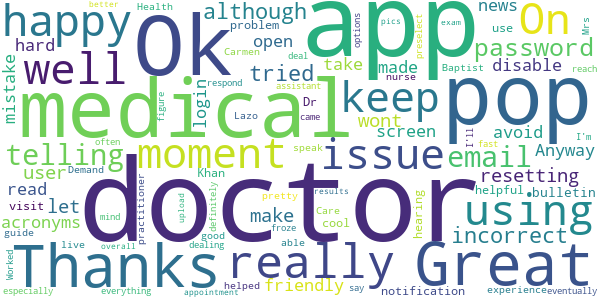 better
Health
happy
Ok
although
news
app
On
pics
exam
Mrs
problem
options
open
Carmen
hard
deal
preselect
use
password
mistake
well
tried
take
made
Baptist
reach
nurse
disable
respond
figure
login
assistant
medical
keep
pop
Dr
came
Lazo
wont
screen
avoid
I'll
I'm
often
telling
moment
issue
email
Anyway
Demand
speak
fast
user
Khan
resetting
practitioner
upload
pretty
results
read
doctor
helpful
bulletin
visit
let
mind
definitely
Care
using
acronyms
make
cool
hearing
guide
good
froze
incorrect
live
overall
dealing
able
Worked
Thanks
really
Great
everything
helped
friendly
say
notification
experience
especially
appointment
eventually